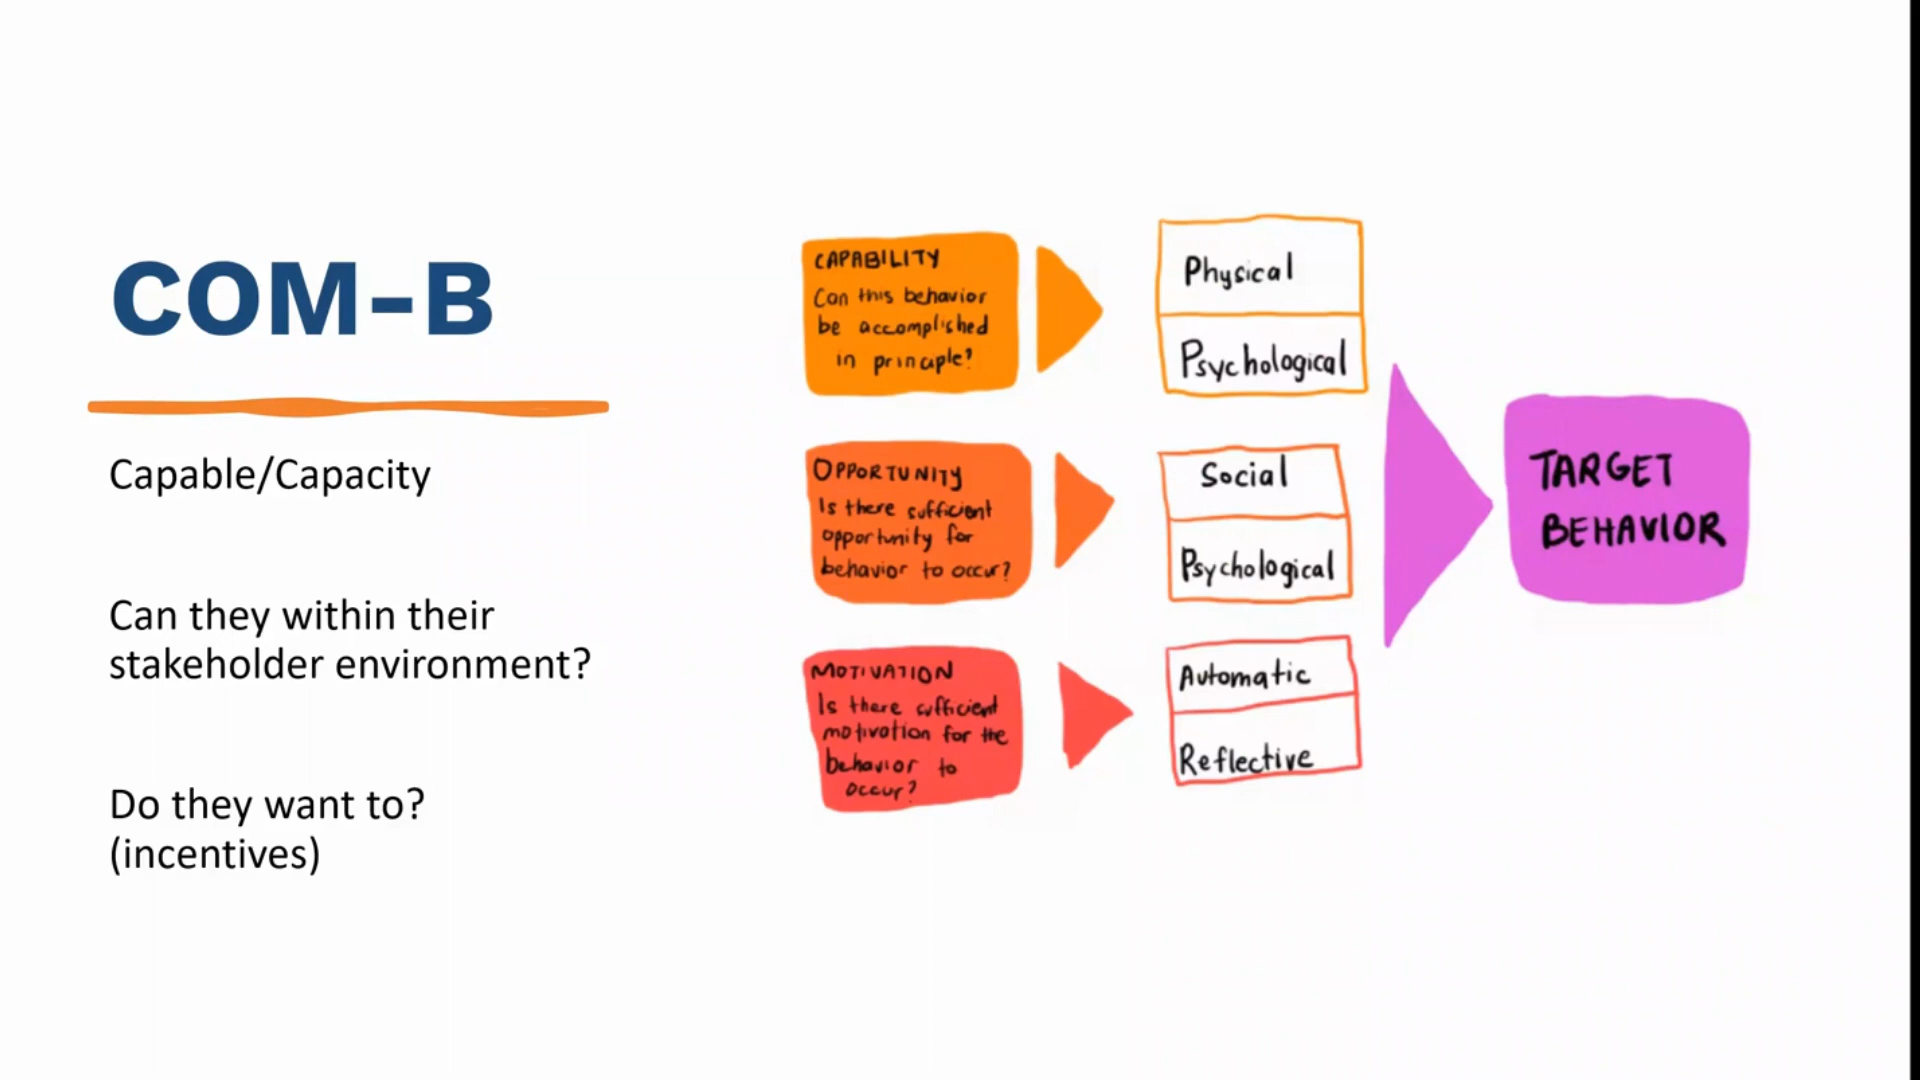 COM-B
Capable/Capacity
Can they within their
stakeholder environment?
Do they want to?
(incentives)
CAPABILITY
Can this behavior
be accomplished
in principle?
Physical
Psychological
OPPORTUNITY
Is there sufficient
opportunity for
behavior to occur?
Social
Psychological
MOTIVATION
Is there sufficient
motivation for the
behavior to
occur?
Automatic
Reflective
TARGET
BEHAVIOR